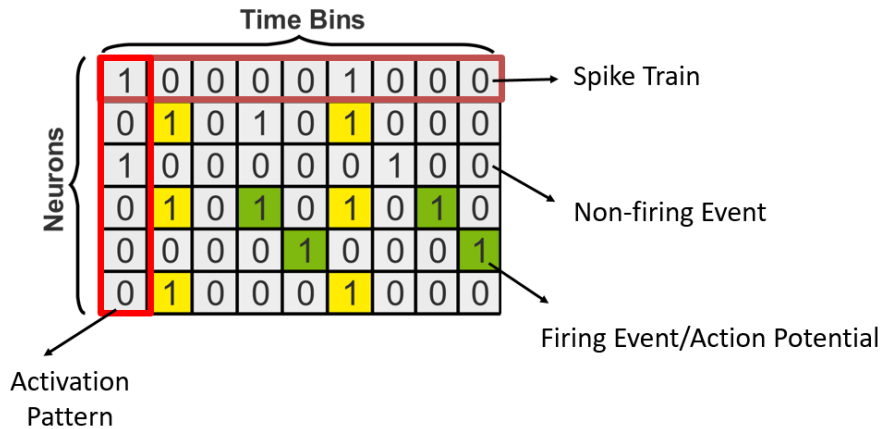 Time Bins
Neurons
1 0 0 0 0 1 0 0 0
0 1 0 1 0 1 0 0 0
1 0 0 0 0 0 1 0 0
0 1 0 1 0 1 0 1 0
0 0 0 0 1 0 0 0 1
0 1 0 0 0 1 0 0 0
Spike Train
Non-firing Event
Firing Event/Action Potential
Activation
Pattern